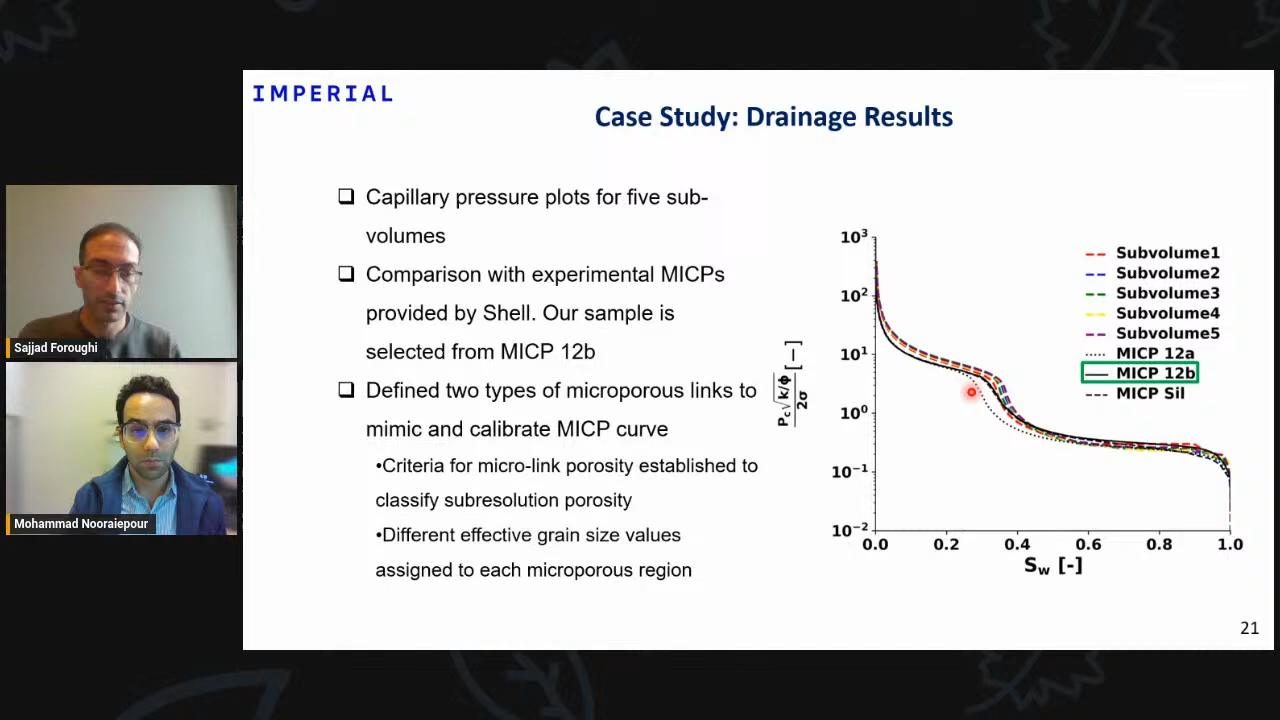 IMPERIAL
Case Study: Drainage Results
❑ Capillary pressure plots for five sub-
volumes
❑ Comparison with experimental MICPs
provided by Shell. Our sample is
selected from MICP 12b
❑ Defined two types of microporous links to
mimic and calibrate MICP curve
•Criteria for micro-link porosity established to
classify subresolution porosity
•Different effective grain size values
assigned to each microporous region
P_c√k/ϕ / 2σ [−]
10³
10²
10¹
10⁰
10⁻¹
10⁻²
0.0 0.2 0.4 0.6 0.8 1.0
S_w [-]
Subvolume1
Subvolume2
Subvolume3
Subvolume4
Subvolume5
MICP 12a
MICP 12b
MICP Sil
21
Sajjad Foroughi
Mohammad Nooraiepour